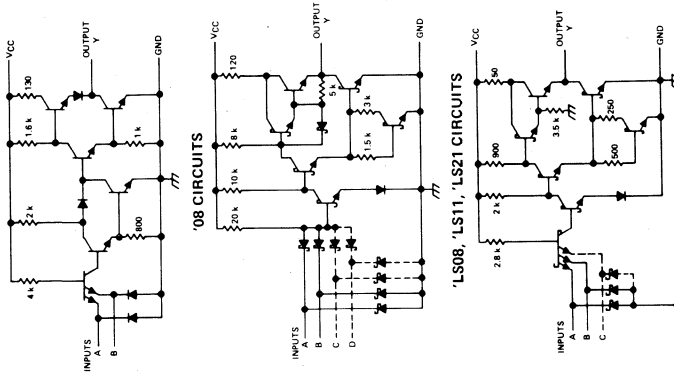 VCC
4 k
2 k
1.6 k
130
OUTPUT
Y
INPUTS
A
B
800
1 k
GND
'08 CIRCUITS
VCC
20 k
10 k
8 k
120
OUTPUT
Y
5 k
INPUTS
A
B
C
D
1.5 k
3 k
GND
'LS08, 'LS11, 'LS21 CIRCUITS
VCC
2.8 k
2 k
900
50
OUTPUT
Y
3.5 k
INPUTS
A
B
C
500
250
GND